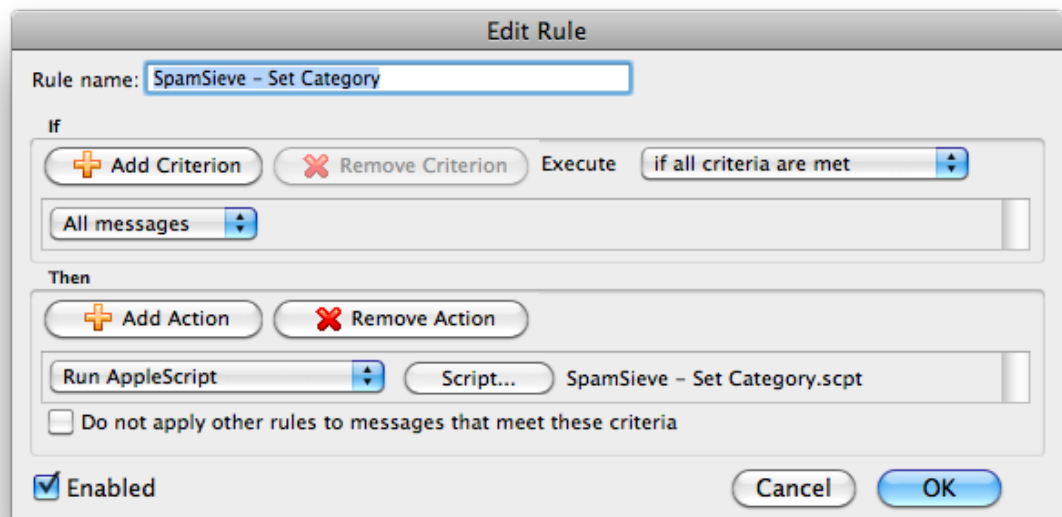 Edit Rule
Rule name: SpamSieve – Set Category
If
Add Criterion Remove Criterion Execute if all criteria are met
All messages
Then
Add Action Remove Action
Run AppleScript Script... SpamSieve – Set Category.scpt
Do not apply other rules to messages that meet these criteria
Enabled Cancel OK